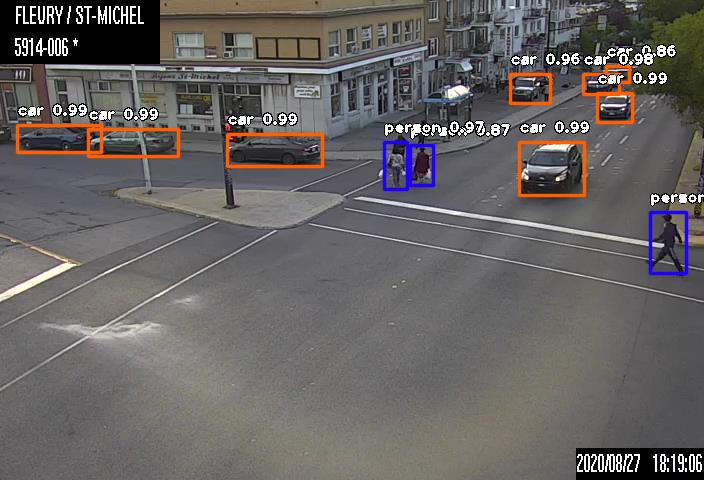 FLEURY / ST-MICHEL
5914-006 *
car 0.86
car 0.96
car 0.98
car 0.99
car 0.99
car 0.99
car 0.99
car 0.99
person 0.97
0.87
person
St-Michel
2020/08/27 18:19:06